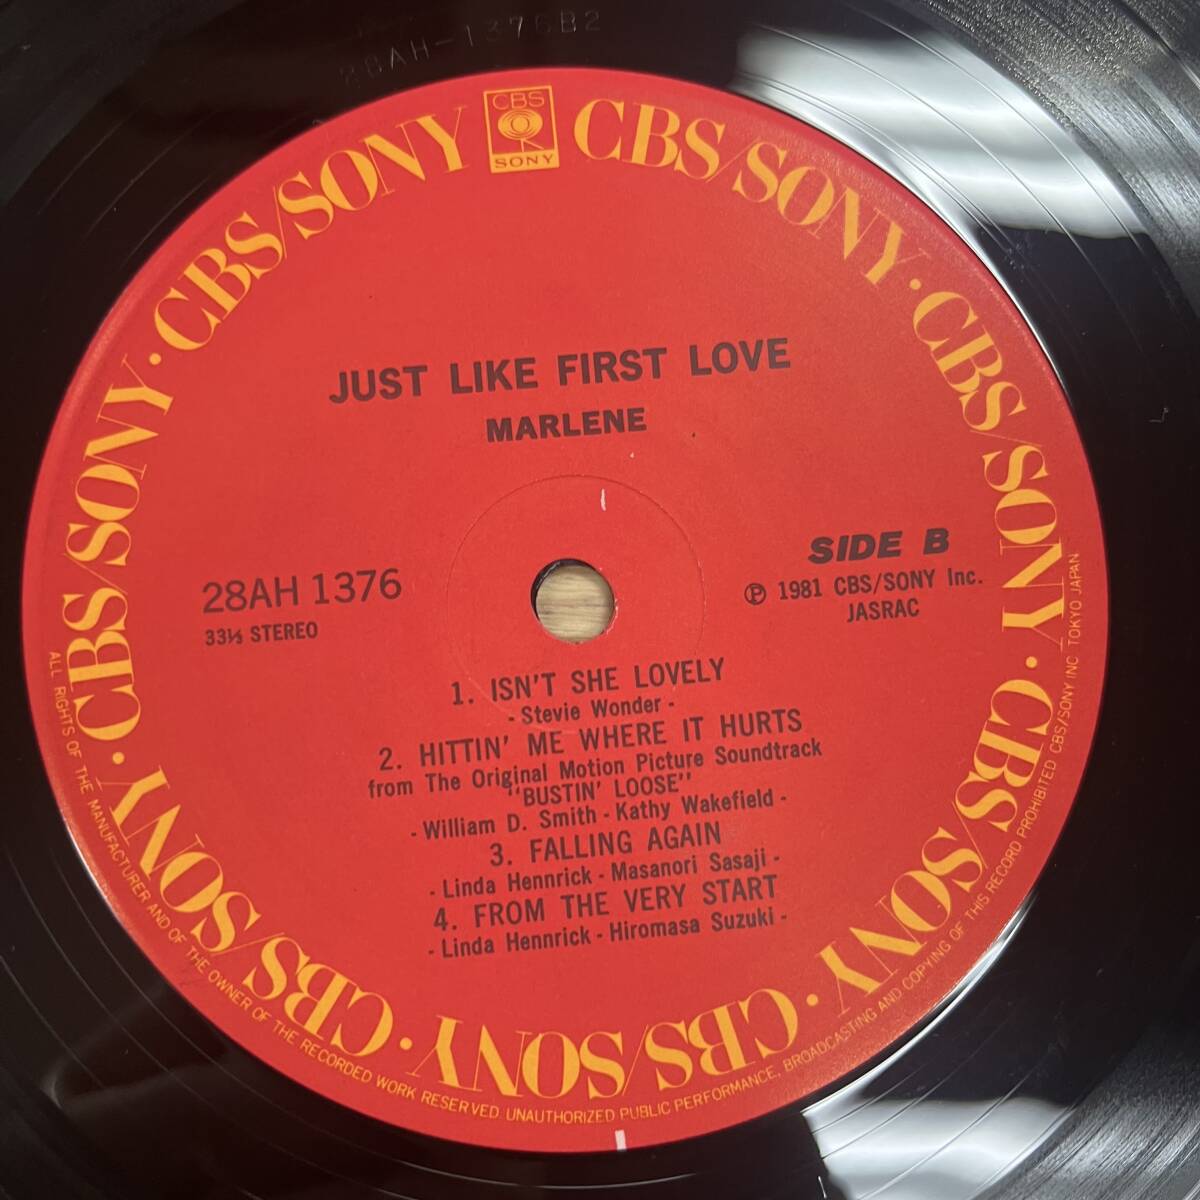 28AH-1376B2
CBS
SONY
CBS/SONY · CBS/SONY · CBS/SONY · CBS/SONY · CBS/SONY · CBS/SONY · CBS/SONY · CBS/SONY
JUST LIKE FIRST LOVE
MARLENE
28AH 1376
33⅓ STEREO
SIDE B
Ⓟ 1981 CBS/SONY Inc.
JASRAC
1. ISN'T SHE LOVELY
- Stevie Wonder -
2. HITTIN' ME WHERE IT HURTS
from The Original Motion Picture Soundtrack
"BUSTIN' LOOSE"
- William D. Smith - Kathy Wakefield -
3. FALLING AGAIN
- Linda Hennrick - Masanori Sasaji -
4. FROM THE VERY START
- Linda Hennrick - Hiromasa Suzuki -
ALL RIGHTS OF THE MANUFACTURER AND OF THE OWNER OF THE RECORDED WORK RESERVED. UNAUTHORIZED PUBLIC PERFORMANCE, BROADCASTING AND COPYING OF THIS RECORD PROHIBITED CBS/SONY INC TOKYO JAPAN